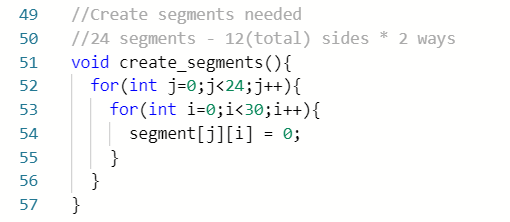 49 //Create segments needed
50 //24 segments - 12(total) sides * 2 ways
51 void create_segments(){
52 for(int j=0;j<24;j++){
53 for(int i=0;i<30;i++){
54 segment[j][i] = 0;
55 }
56 }
57 }